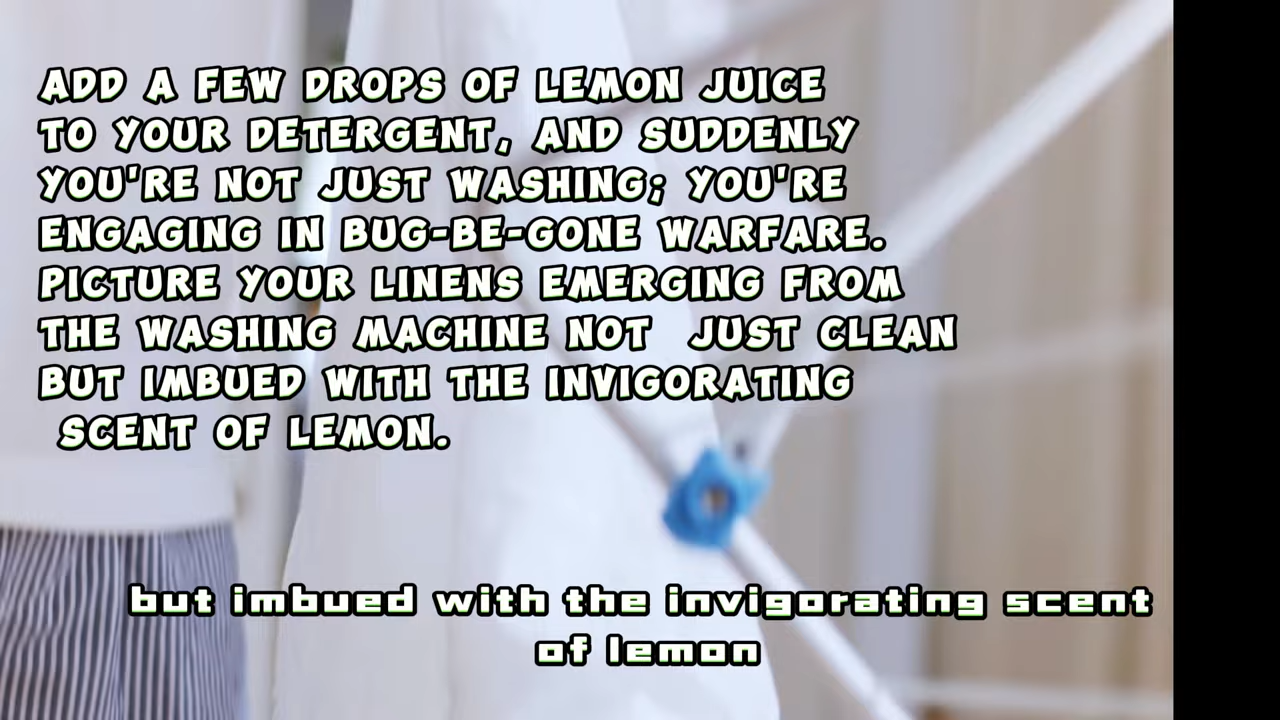 ADD A FEW DROPS OF LEMON JUICE
TO YOUR DETERGENT, AND SUDDENLY
YOU'RE NOT JUST WASHING; YOU'RE
ENGAGING IN BUG-BE-GONE WARFARE.
PICTURE YOUR LINENS EMERGING FROM
THE WASHING MACHINE NOT JUST CLEAN
BUT IMBUED WITH THE INVIGORATING
SCENT OF LEMON.
but imbued with the invigorating scent
of lemon